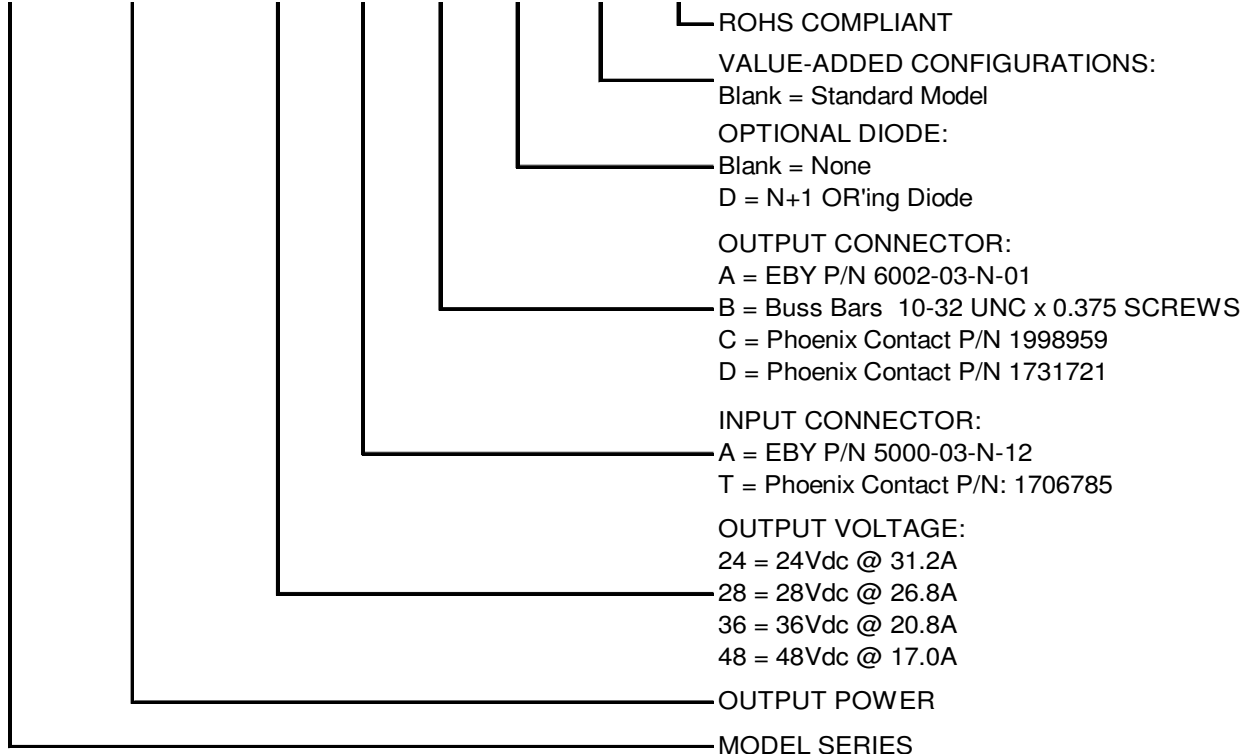 ROHS COMPLIANT
VALUE-ADDED CONFIGURATIONS:
Blank = Standard Model
OPTIONAL DIODE:
Blank = None
D = N+1 OR'ing Diode
OUTPUT CONNECTOR:
A = EBY P/N 6002-03-N-01
B = Buss Bars  10-32 UNC x 0.375 SCREWS
C = Phoenix Contact P/N 1998959
D = Phoenix Contact P/N 1731721
INPUT CONNECTOR:
A = EBY P/N 5000-03-N-12
T = Phoenix Contact P/N: 1706785
OUTPUT VOLTAGE:
24 = 24Vdc @ 31.2A
28 = 28Vdc @ 26.8A
36 = 36Vdc @ 20.8A
48 = 48Vdc @ 17.0A
OUTPUT POWER
MODEL SERIES